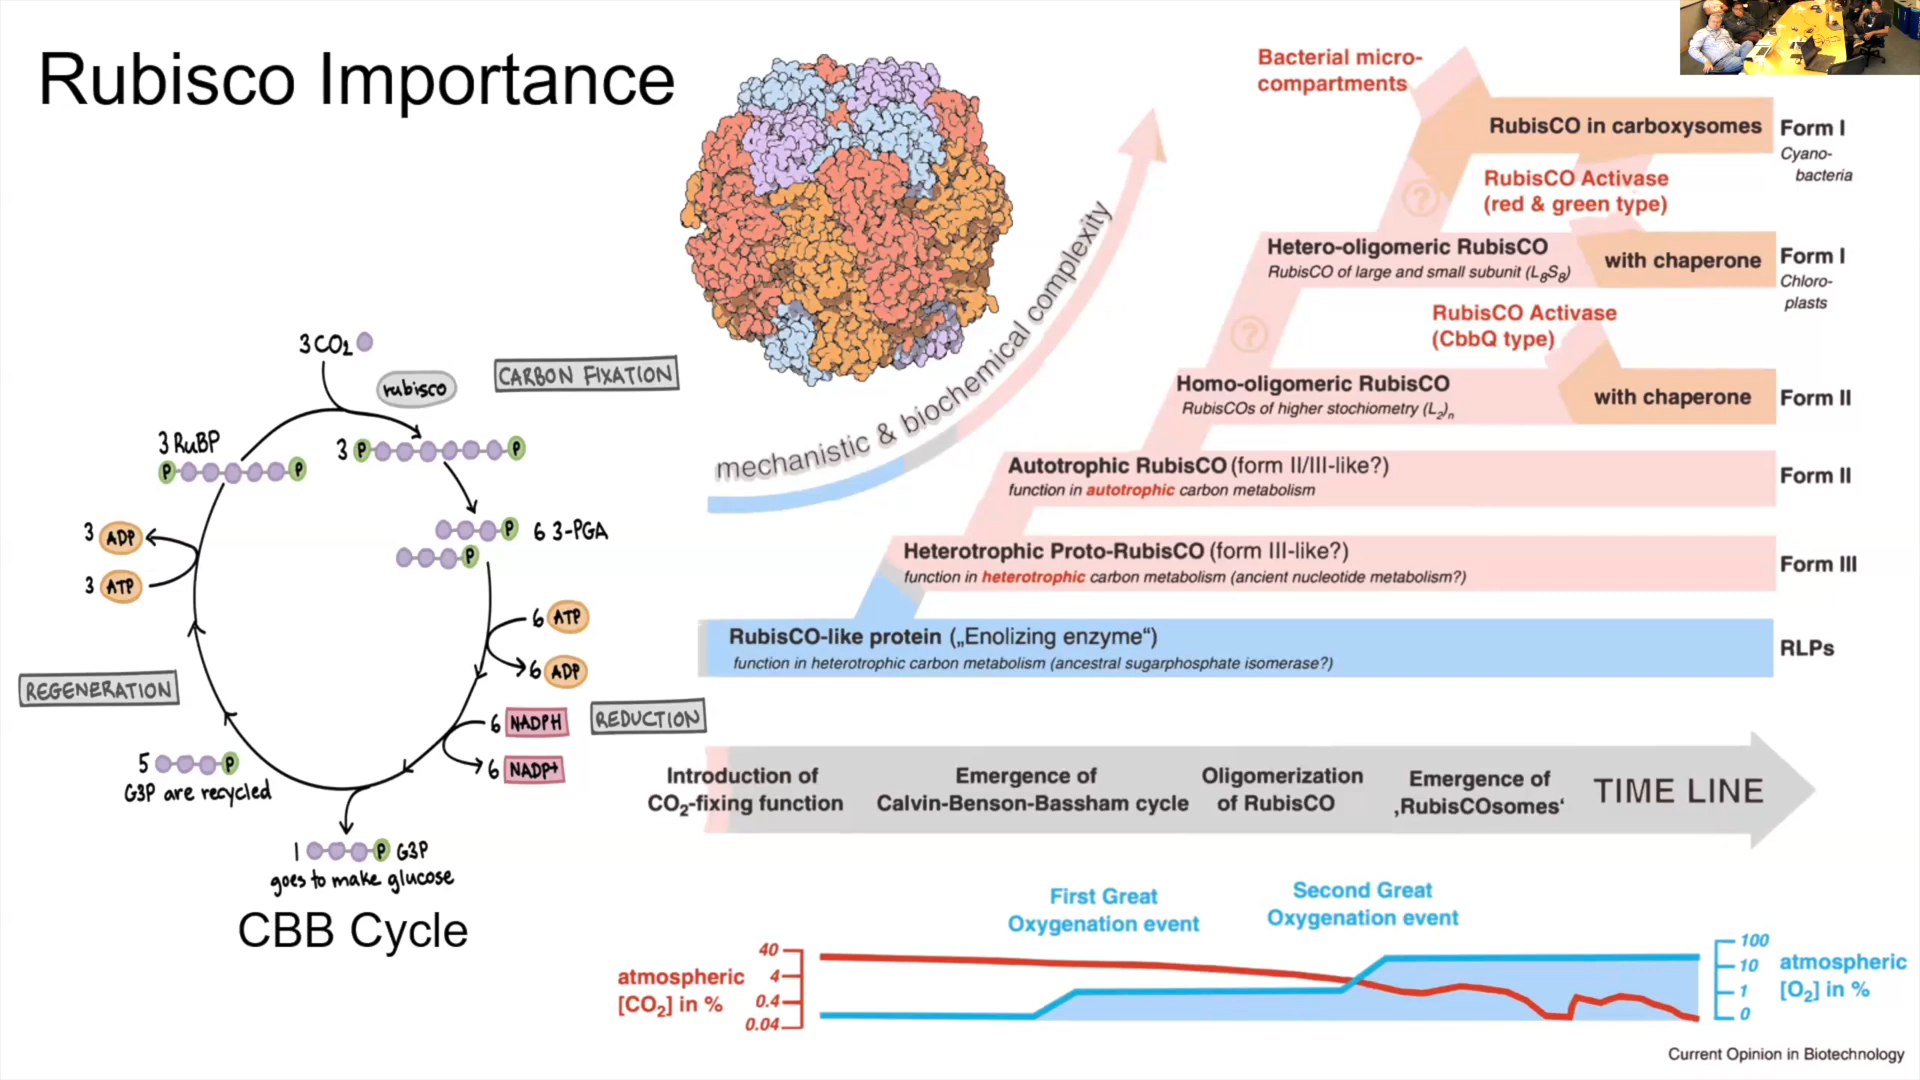 Rubisco Importance
3 CO2
rubisco
CARBON FIXATION
3 RuBP
P P
3 P P
P 6 3-PGA
P
3 ADP
3 ATP
6 ATP
6 ADP
REGENERATION
6 NADPH
REDUCTION
6 NADP+
5 P
G3P are recycled
1 P G3P
goes to make glucose
CBB Cycle
mechanistic & biochemical complexity
Bacterial micro-
compartments
RubisCO in carboxysomes
Form I
Cyano-
bacteria
RubisCO Activase
(red & green type)
?
Hetero-oligomeric RubisCO
RubisCO of large and small subunit (L8S8)
with chaperone
Form I
Chloro-
plasts
RubisCO Activase
(CbbQ type)
?
Homo-oligomeric RubisCO
RubisCOs of higher stochiometry (L2)n
with chaperone
Form II
Autotrophic RubisCO (form II/III-like?)
function in autotrophic carbon metabolism
Form II
Heterotrophic Proto-RubisCO (form III-like?)
function in heterotrophic carbon metabolism (ancient nucleotide metabolism?)
Form III
RubisCO-like protein („Enolizing enzyme“)
function in heterotrophic carbon metabolism (ancestral sugarphosphate isomerase?)
RLPs
Introduction of
CO2-fixing function
Emergence of
Calvin-Benson-Bassham cycle
Oligomerization
of RubisCO
Emergence of
‚RubisCOsomes‘
TIME LINE
First Great
Oxygenation event
Second Great
Oxygenation event
atmospheric
[CO2] in %
40
4
0.4
0.04
100
10
1
0
atmospheric
[O2] in %
Current Opinion in Biotechnology